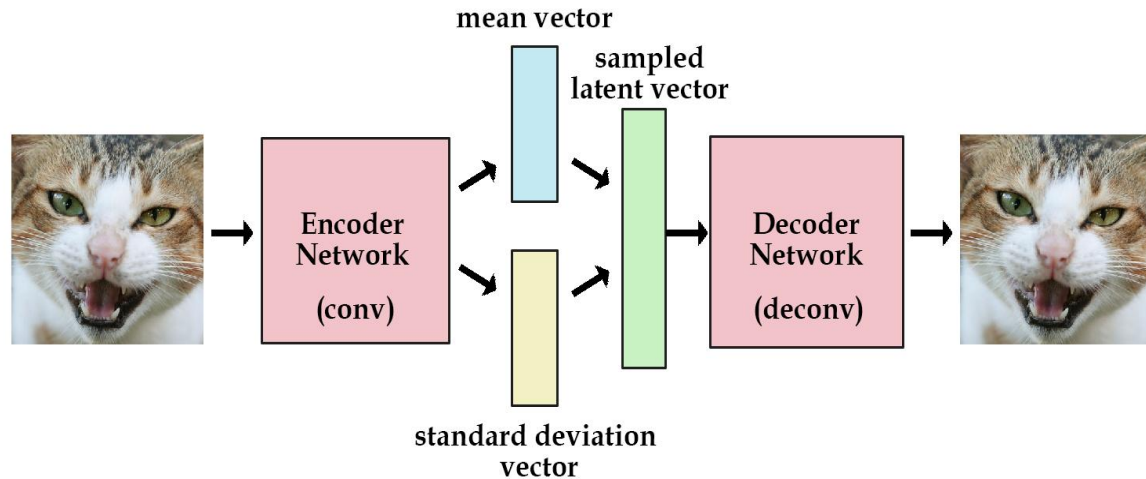 mean vector
sampled
latent vector
Encoder
Network
(conv)
Decoder
Network
(deconv)
standard deviation
vector